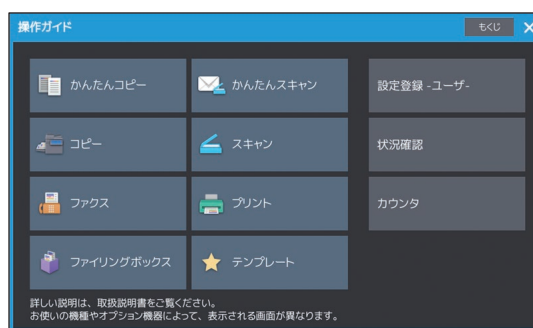 操作ガイド
もくじ
かんたんコピー
かんたんスキャン
設定登録 -ユーザ-
コピー
スキャン
状況確認
ファクス
プリント
カウンタ
ファイリングボックス
テンプレート
詳しい説明は、取扱説明書をご覧ください。
お使いの機種やオプション機器によって、表示される画面が異なります。